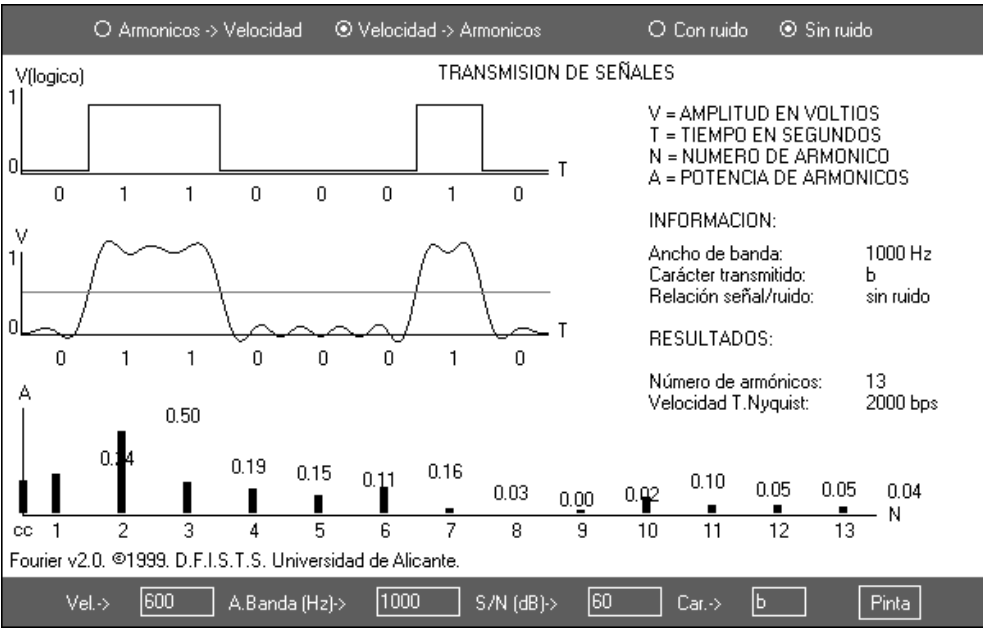 Armonicos -> Velocidad Velocidad -> Armonicos Con ruido Sin ruido
TRANSMISION DE SEÑALES
V(logico)
1
0
T
0 1 1 0 0 0 1 0
V
1
0
T
0 1 1 0 0 0 1 0
V = AMPLITUD EN VOLTIOS
T = TIEMPO EN SEGUNDOS
N = NUMERO DE ARMONICO
A = POTENCIA DE ARMONICOS
INFORMACION:
Ancho de banda: 1000 Hz
Carácter transmitido: b
Relación señal/ruido: sin ruido
RESULTADOS:
Número de armónicos: 13
Velocidad T.Nyquist: 2000 bps
A
0.34 0.50 0.19 0.15 0.11 0.16 0.03 0.00 0.02 0.10 0.05 0.05 0.04
N
cc 1 2 3 4 5 6 7 8 9 10 11 12 13
Fourier v2.0. ©1999. D.F.I.S.T.S. Universidad de Alicante.
Vel.-> 600 A.Banda (Hz)-> 1000 S/N (dB)-> 60 Car.-> b Pinta